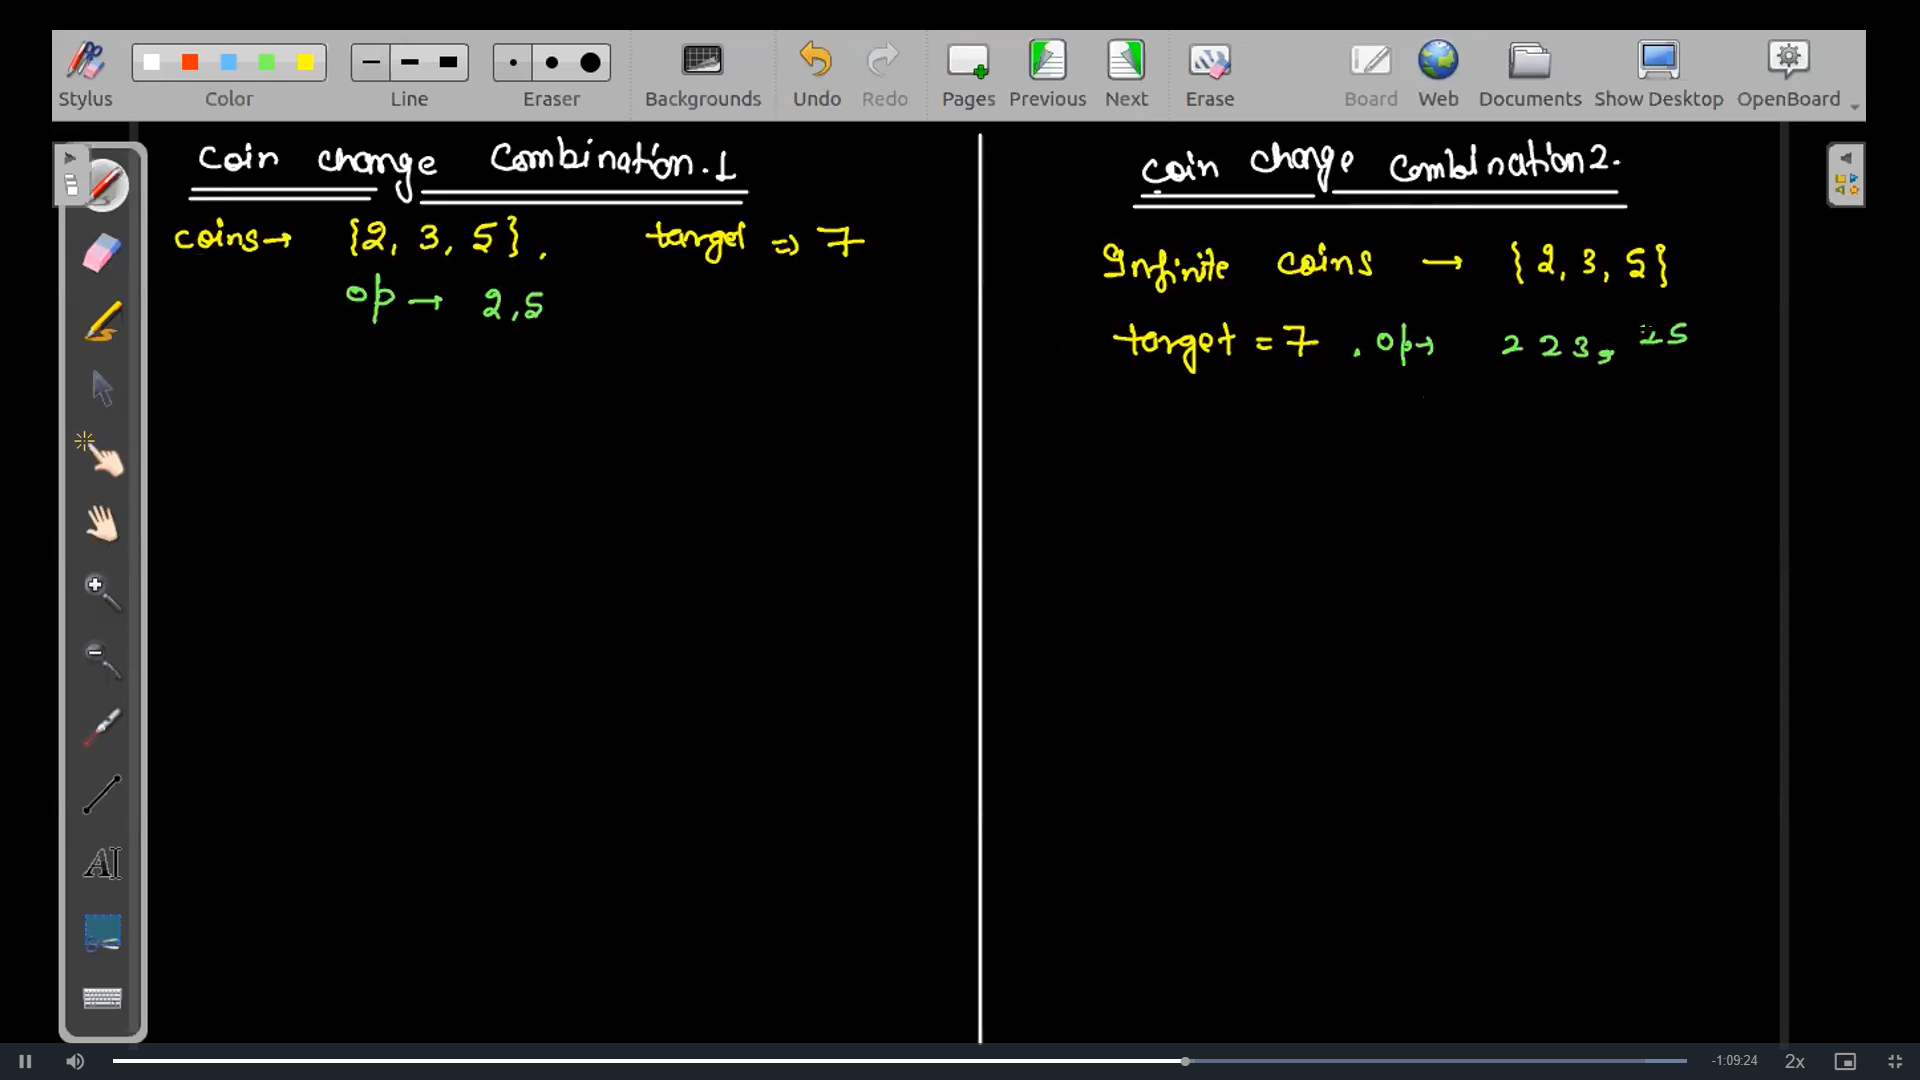 Stylus Color Line Eraser Backgrounds Undo Redo Pages Previous Next Erase Board Web Documents Show Desktop OpenBoard
coin change Combination.1
coins → {2, 3, 5}, target => 7
op → 2,5
coin change combination2.
Infinite coins → {2, 3, 5}
target = 7 . op→ 2 2 3, 25
-1:09:24 2x